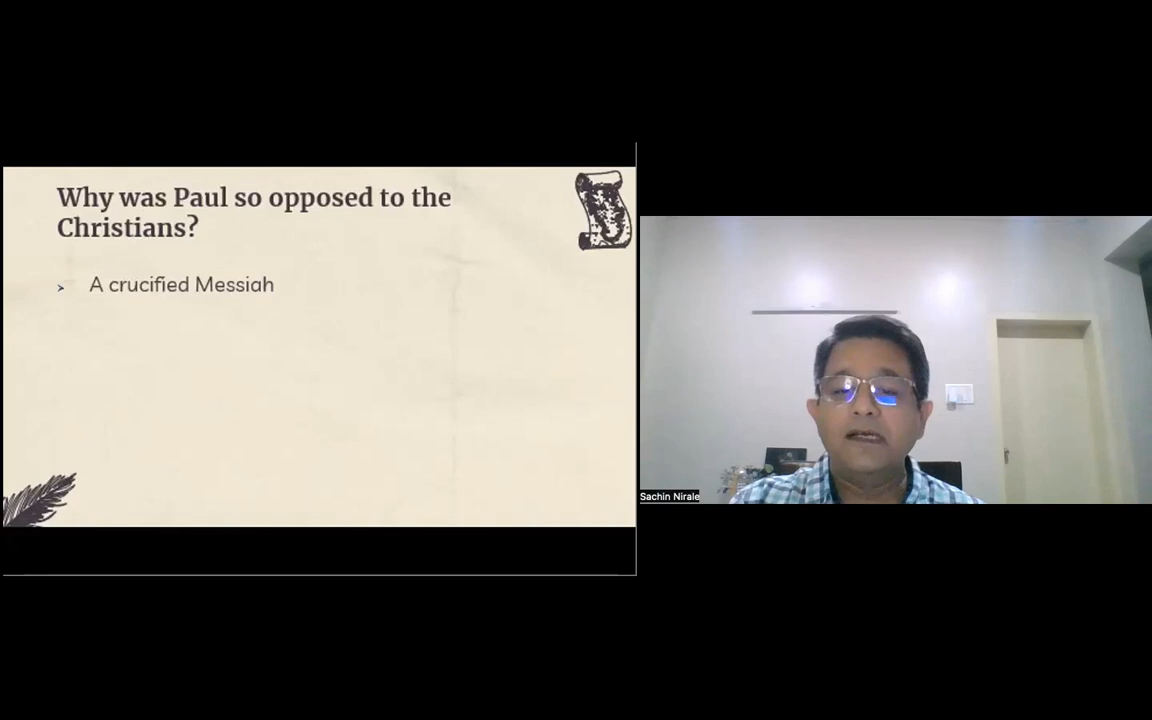 Why was Paul so opposed to the
Christians?
A crucified Messiah
Sachin Nirale